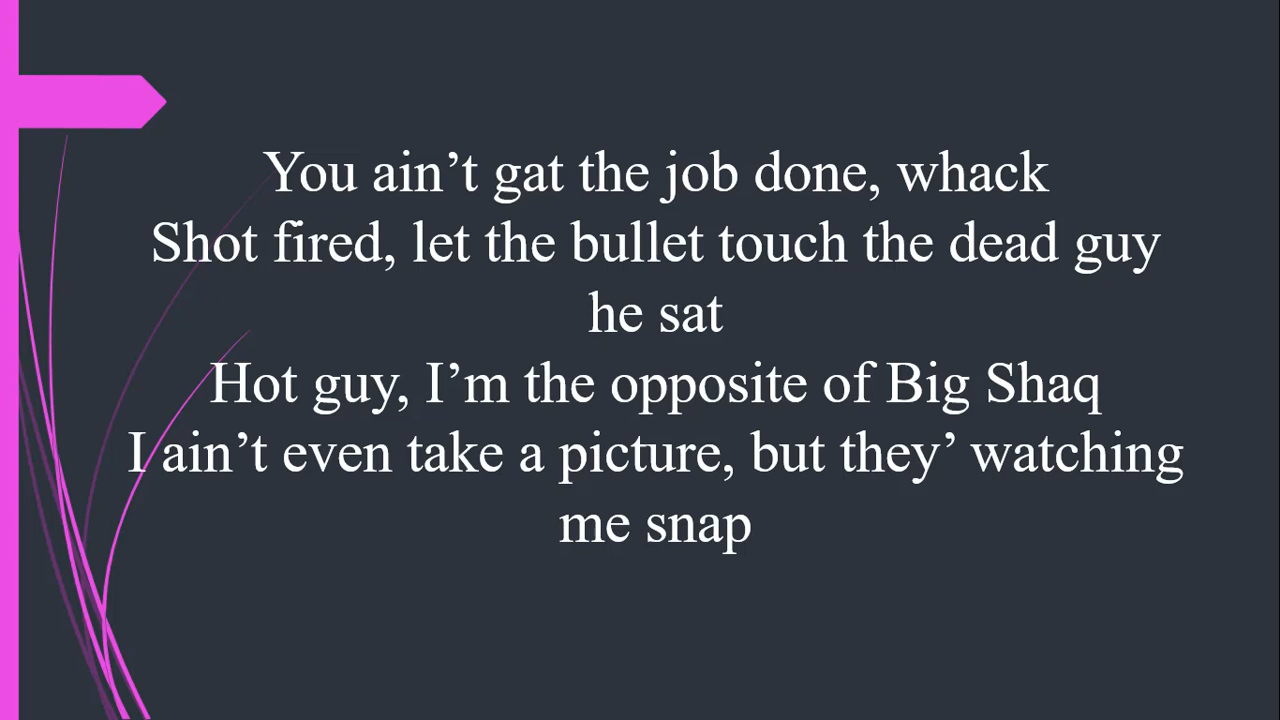 You ain’t gat the job done, whack
Shot fired, let the bullet touch the dead guy
he sat
Hot guy, I’m the opposite of Big Shaq
I ain’t even take a picture, but they’ watching
me snap